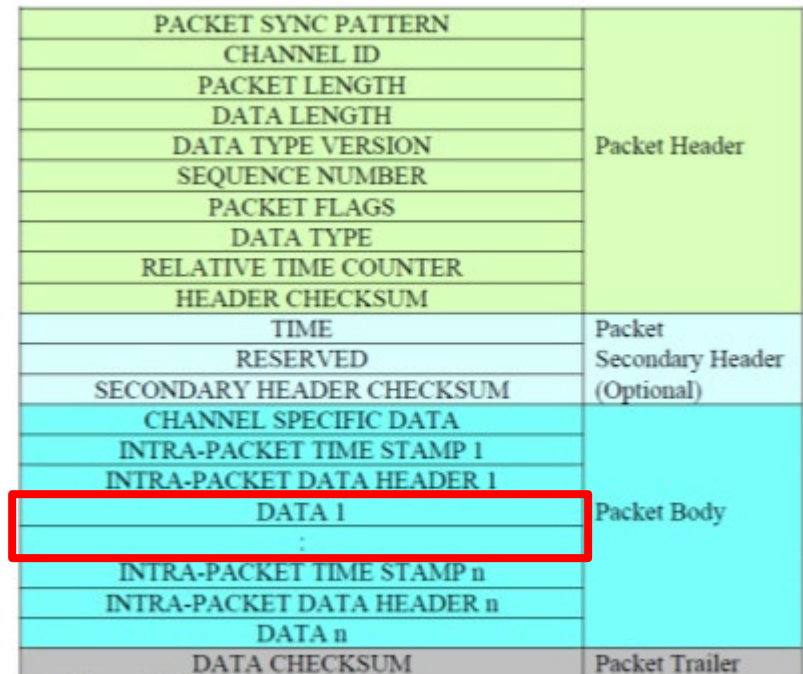 PACKET SYNC PATTERN
CHANNEL ID
PACKET LENGTH
DATA LENGTH
DATA TYPE VERSION
SEQUENCE NUMBER
PACKET FLAGS
DATA TYPE
RELATIVE TIME COUNTER
HEADER CHECKSUM
Packet Header
TIME
RESERVED
SECONDARY HEADER CHECKSUM
Packet
Secondary Header
(Optional)
CHANNEL SPECIFIC DATA
INTRA-PACKET TIME STAMP 1
INTRA-PACKET DATA HEADER 1
DATA 1
:
INTRA-PACKET TIME STAMP n
INTRA-PACKET DATA HEADER n
DATA n
Packet Body
DATA CHECKSUM
Packet Trailer